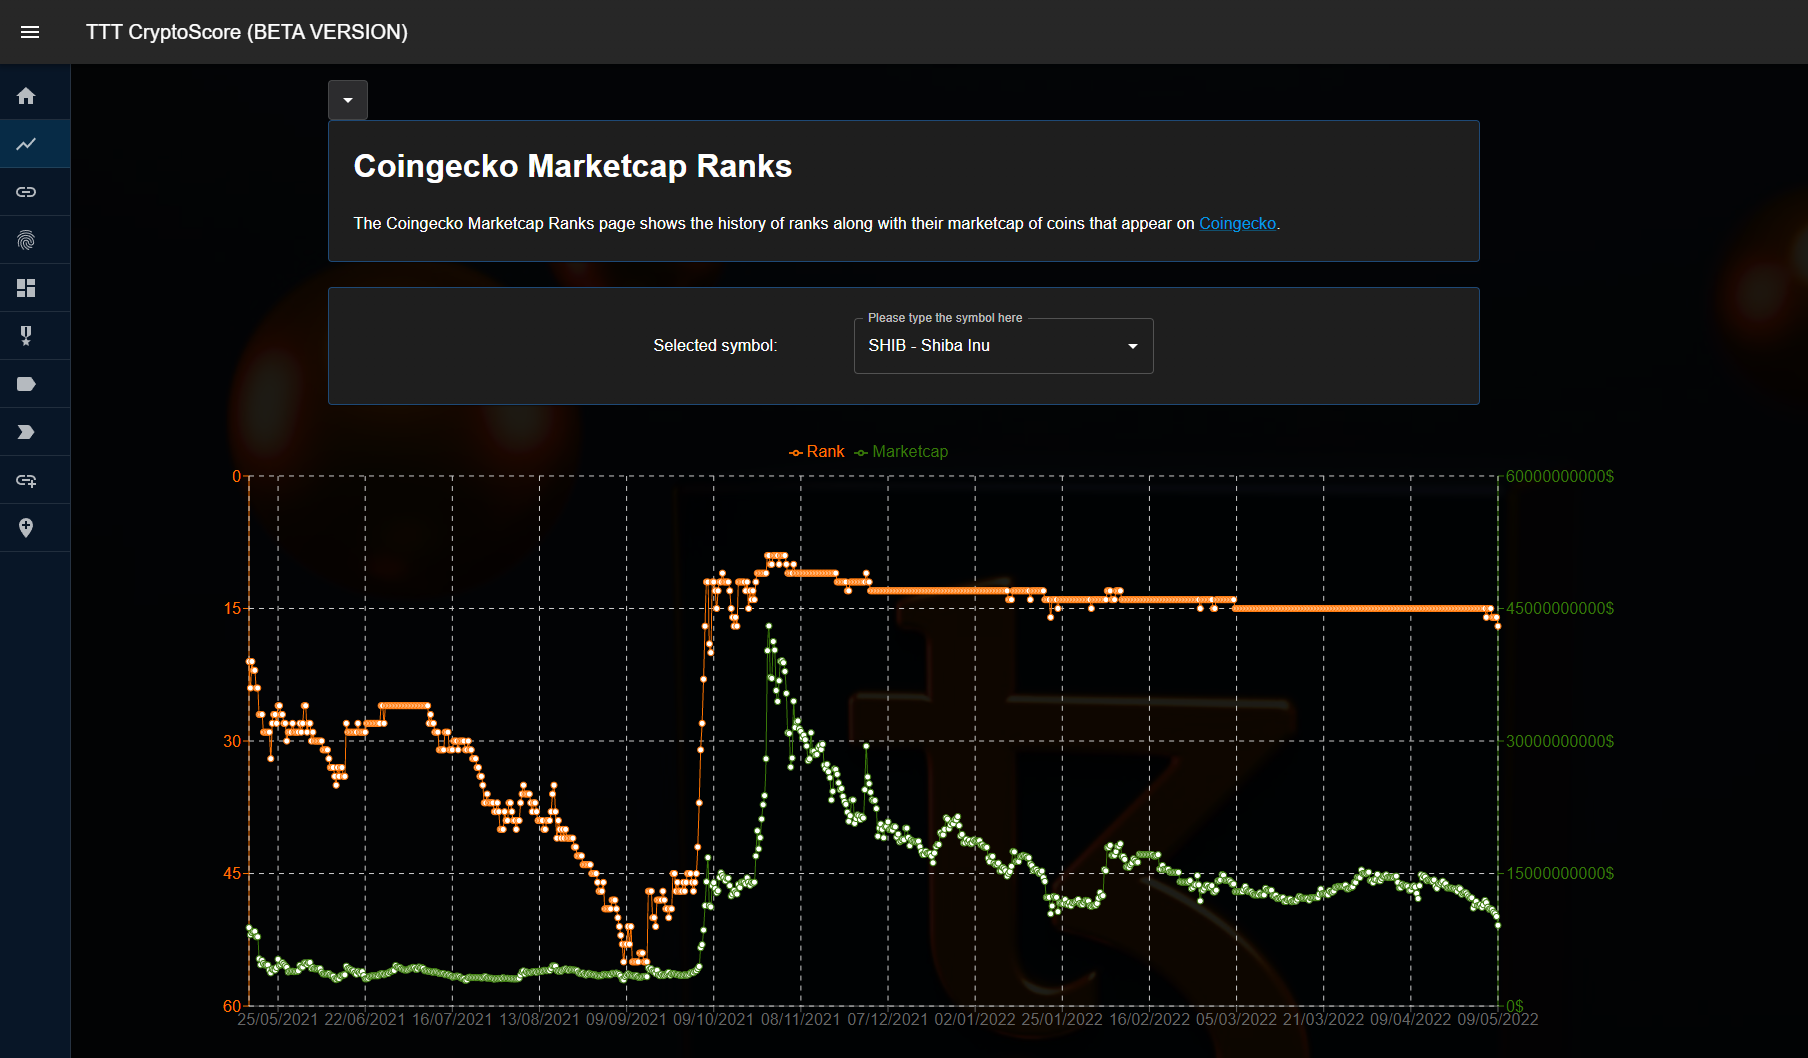 TTT CryptoScore (BETA VERSION)
Coingecko Marketcap Ranks
The Coingecko Marketcap Ranks page shows the history of ranks along with their marketcap of coins that appear on Coingecko.
Please type the symbol here
Selected symbol:
SHIB - Shiba Inu
Rank Marketcap
0
15
30
45
60
60000000000$
45000000000$
30000000000$
15000000000$
0$
25/05/2021 22/06/2021 16/07/2021 13/08/2021 09/09/2021 09/10/2021 08/11/2021 07/12/2021 02/01/2022 25/01/2022 16/02/2022 05/03/2022 21/03/2022 09/04/2022 09/05/2022